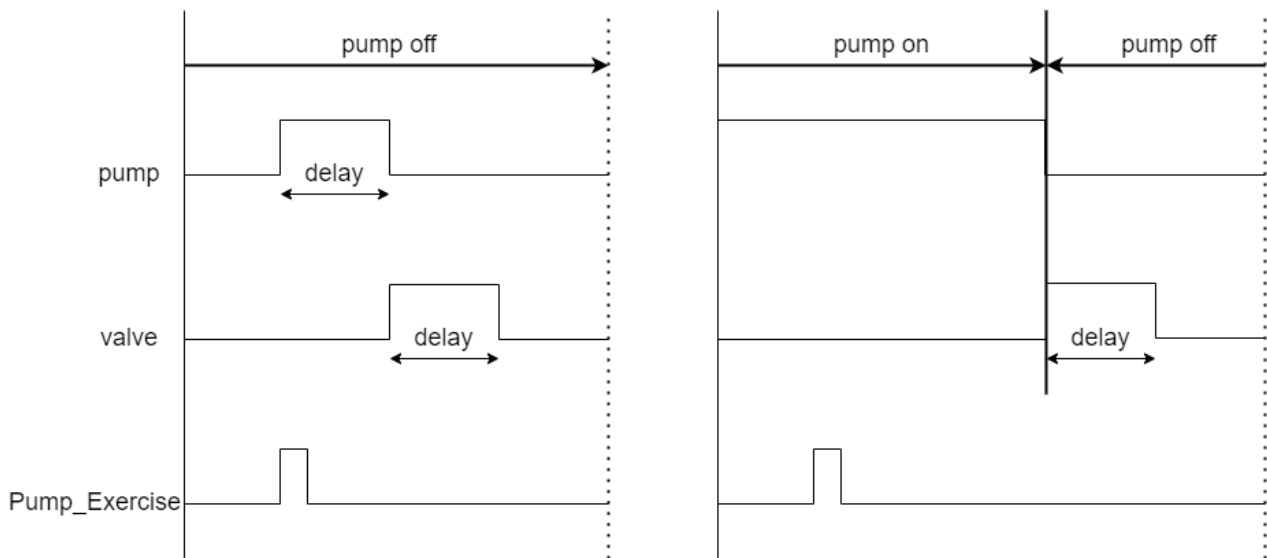 pump off
pump on
pump off
pump
delay
valve
delay
delay
Pump_Exercise